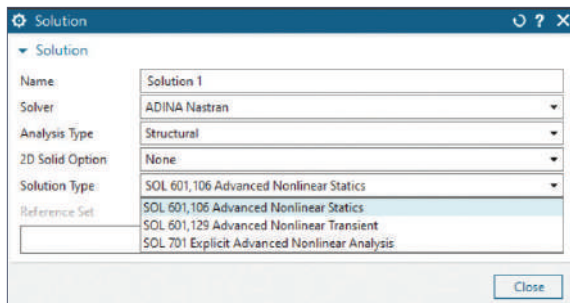 Solution
Solution
Name Solution 1
Solver ADINA Nastran
Analysis Type Structural
2D Solid Option None
Solution Type SOL 601,106 Advanced Nonlinear Statics
Reference Set SOL 601,106 Advanced Nonlinear Statics
SOL 601,129 Advanced Nonlinear Transient
SOL 701 Explicit Advanced Nonlinear Analysis
Close